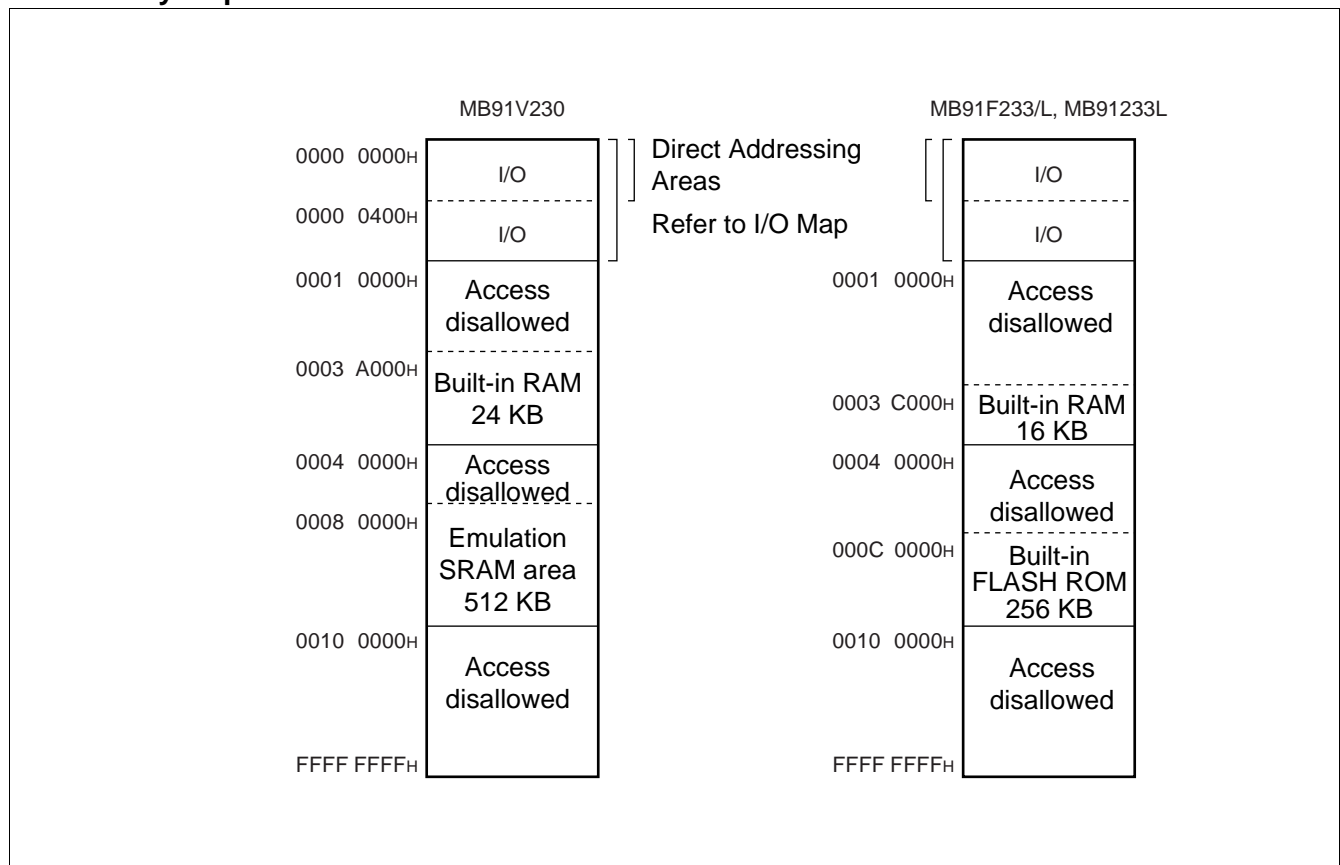 MB91V230
0000 0000H
I/O
0000 0400H
I/O
0001 0000H
Access
disallowed
0003 A000H
Built-in RAM
24 KB
0004 0000H
Access
disallowed
0008 0000H
Emulation
SRAM area
512 KB
0010 0000H
Access
disallowed
FFFF FFFFH
Direct Addressing
Areas
Refer to I/O Map
MB91F233/L, MB91233L
I/O
I/O
0001 0000H
Access
disallowed
0003 C000H
Built-in RAM
16 KB
0004 0000H
Access
disallowed
000C 0000H
Built-in
FLASH ROM
256 KB
0010 0000H
Access
disallowed
FFFF FFFFH